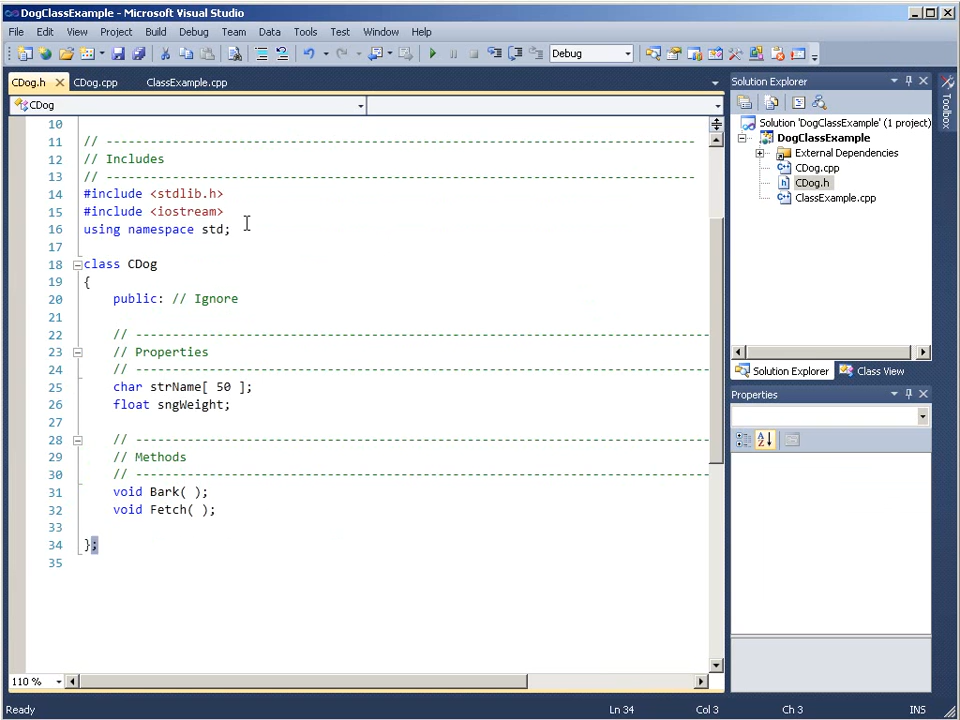 DogClassExample - Microsoft Visual Studio
File Edit View Project Build Debug Team Data Tools Test Window Help
Debug
CDog.h CDog.cpp ClassExample.cpp
CDog
10
11 // ----------------------------------------------------------------------------
12 // Includes
13 // ----------------------------------------------------------------------------
14 #include <stdlib.h>
15 #include <iostream>
16 using namespace std;
17
18 class CDog
19 {
20 public: // Ignore
21
22 // ----------------------------------------------------------------------------
23 // Properties
24 // ----------------------------------------------------------------------------
25 char strName[ 50 ];
26 float sngWeight;
27
28 // ----------------------------------------------------------------------------
29 // Methods
30 // ----------------------------------------------------------------------------
31 void Bark( );
32 void Fetch( );
33
34 };
35
110 %
Solution Explorer
Solution 'DogClassExample' (1 project)
DogClassExample
External Dependencies
CDog.cpp
CDog.h
ClassExample.cpp
Solution Explorer Class View
Properties
Toolbox
Ready Ln 34 Col 3 Ch 3 INS